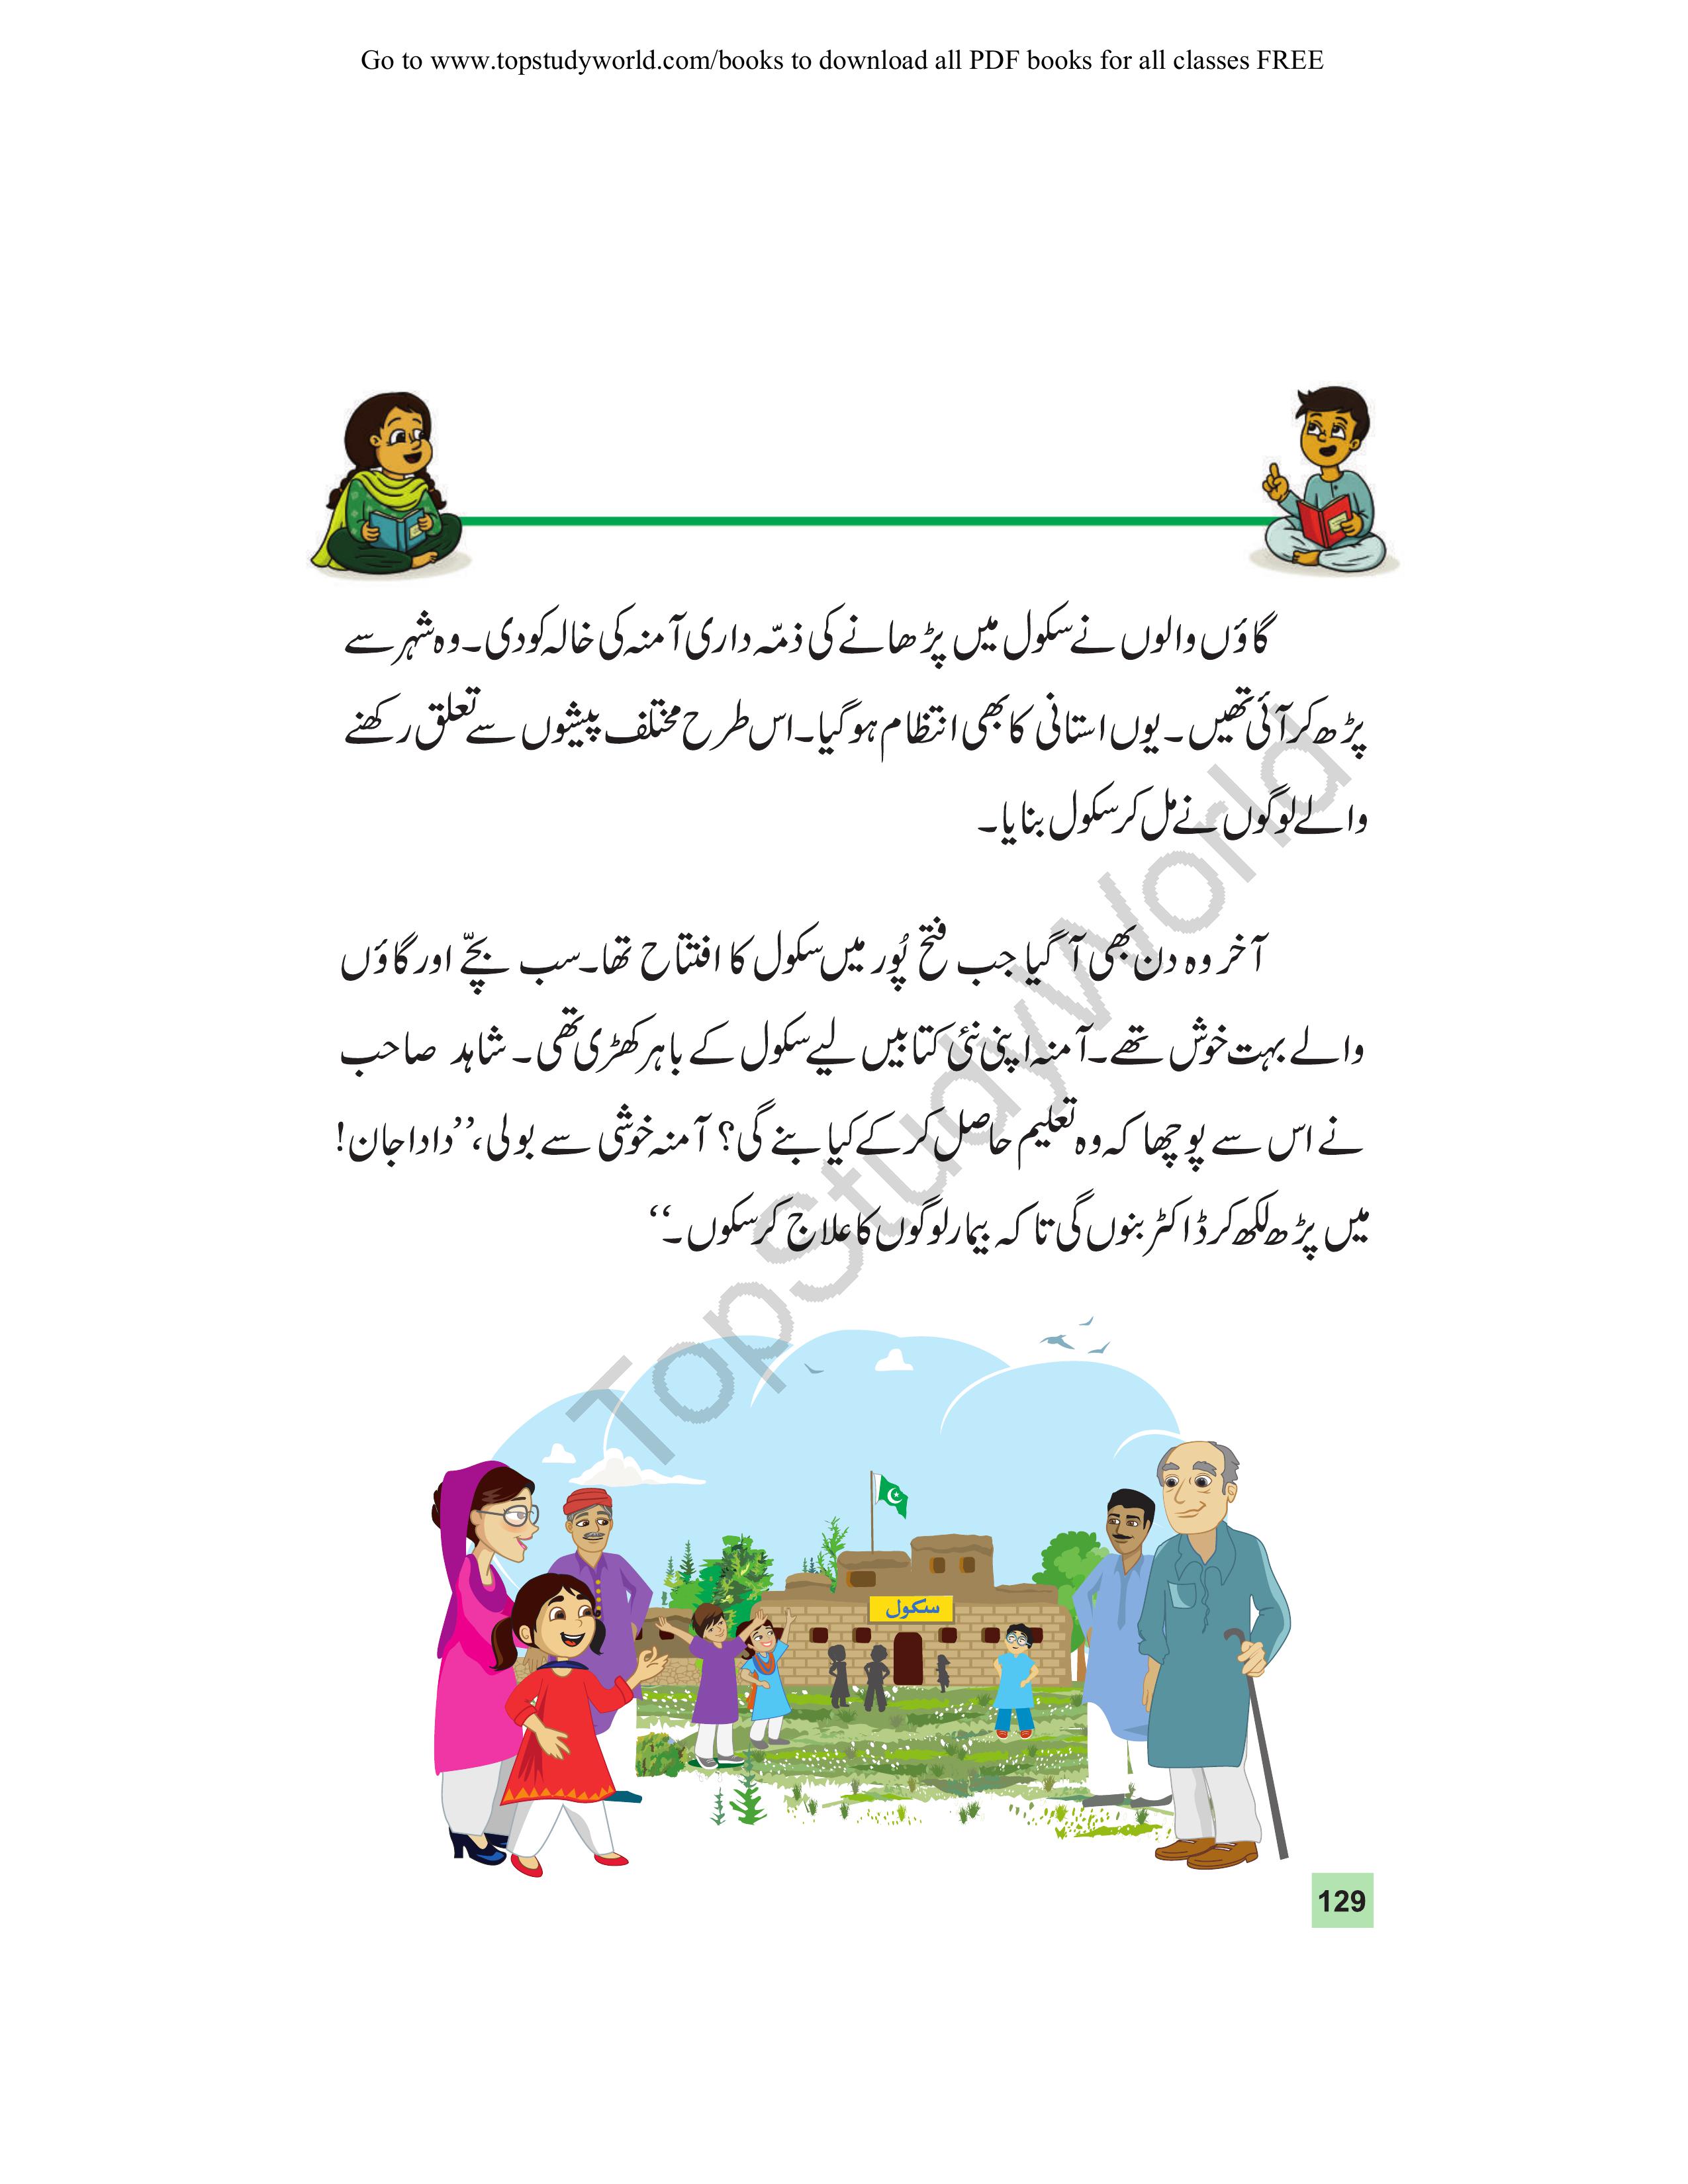 Go to www.topstudyworld.com/books to download all PDF books for all classes FREE
گاؤں والوں نے سکول میں پڑھانے کی ذمّہ داری آمنہ کی خالہ کو دی۔ وہ شہر سے
پڑھ کر آئی تھیں۔ یوں استانی کا بھی انتظام ہو گیا۔ اس طرح مختلف پیشوں سے تعلق رکھنے
والے لوگوں نے مل کر سکول بنایا۔
آخر وہ دن بھی آ گیا جب فتح پُور میں سکول کا افتتاح تھا۔ سب بچّے اور گاؤں
والے بہت خوش تھے۔ آمنہ اپنی نئی کتابیں لیے سکول کے باہر کھڑی تھی۔ شاہد صاحب
نے اس سے پوچھا کہ وہ تعلیم حاصل کر کے کیا بنے گی؟ آمنہ خوشی سے بولی، ’’دادا جان!
میں پڑھ لکھ کر ڈاکٹر بنوں گی تاکہ بیمار لوگوں کا علاج کر سکوں۔‘‘
TopStudyWorld
سکول
129